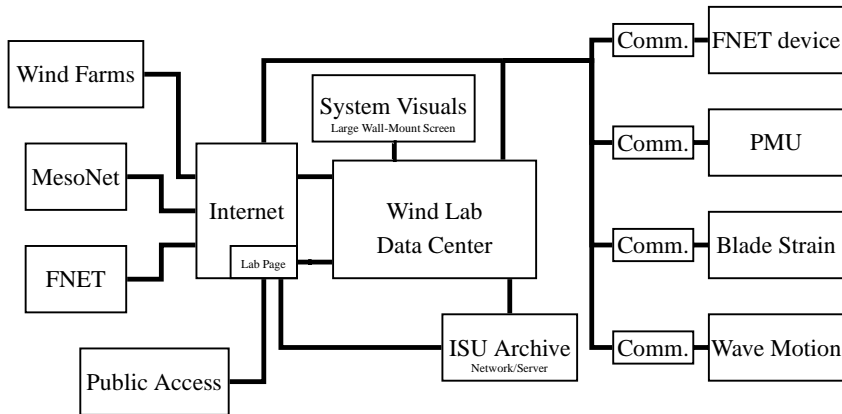 Comm.
FNET device
Wind Farms
System Visuals
Large Wall-Mount Screen
Comm.
PMU
MesoNet
Internet
Wind Lab
Data Center
Lab Page
Comm.
Blade Strain
FNET
ISU Archive
Network/Server
Comm.
Wave Motion
Public Access